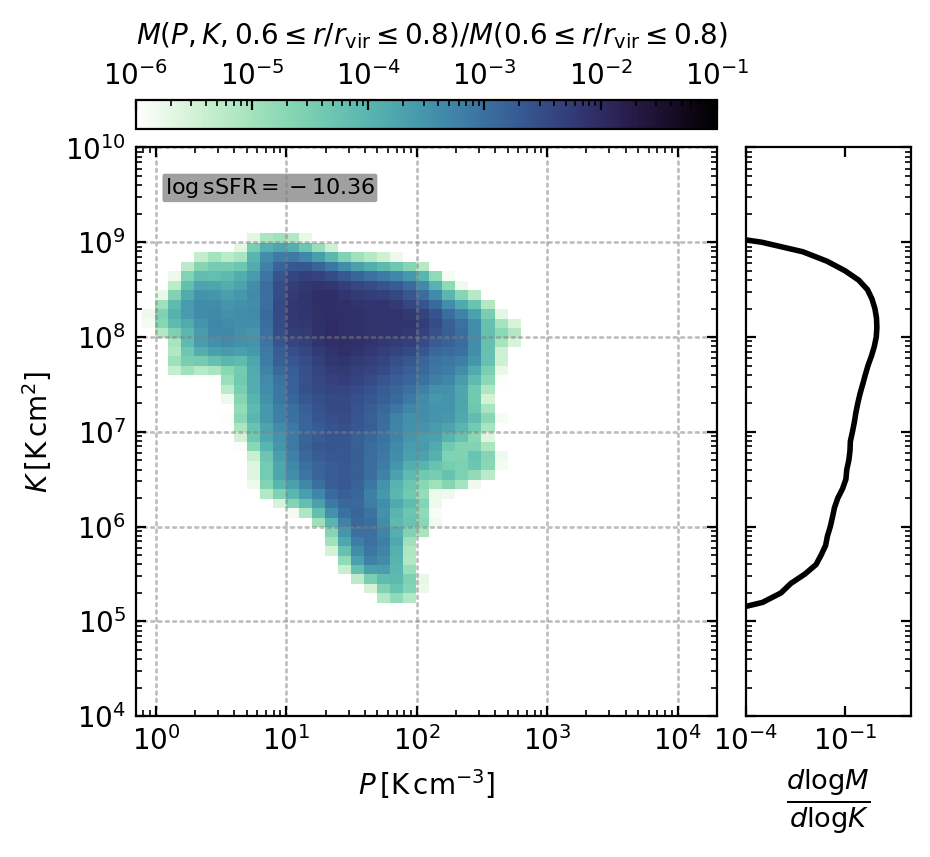 M(P, K, 0.6 ≤ r/r_vir ≤ 0.8)/M(0.6 ≤ r/r_vir ≤ 0.8)
10^−6 10^−5 10^−4 10^−3 10^−2 10^−1
log sSFR = −10.36
10^10
10^9
10^8
10^7
10^6
10^5
10^4
K [K cm^2]
10^0 10^1 10^2 10^3 10^4
P [K cm^−3]
10^−4 10^−1
dlogM
dlogK